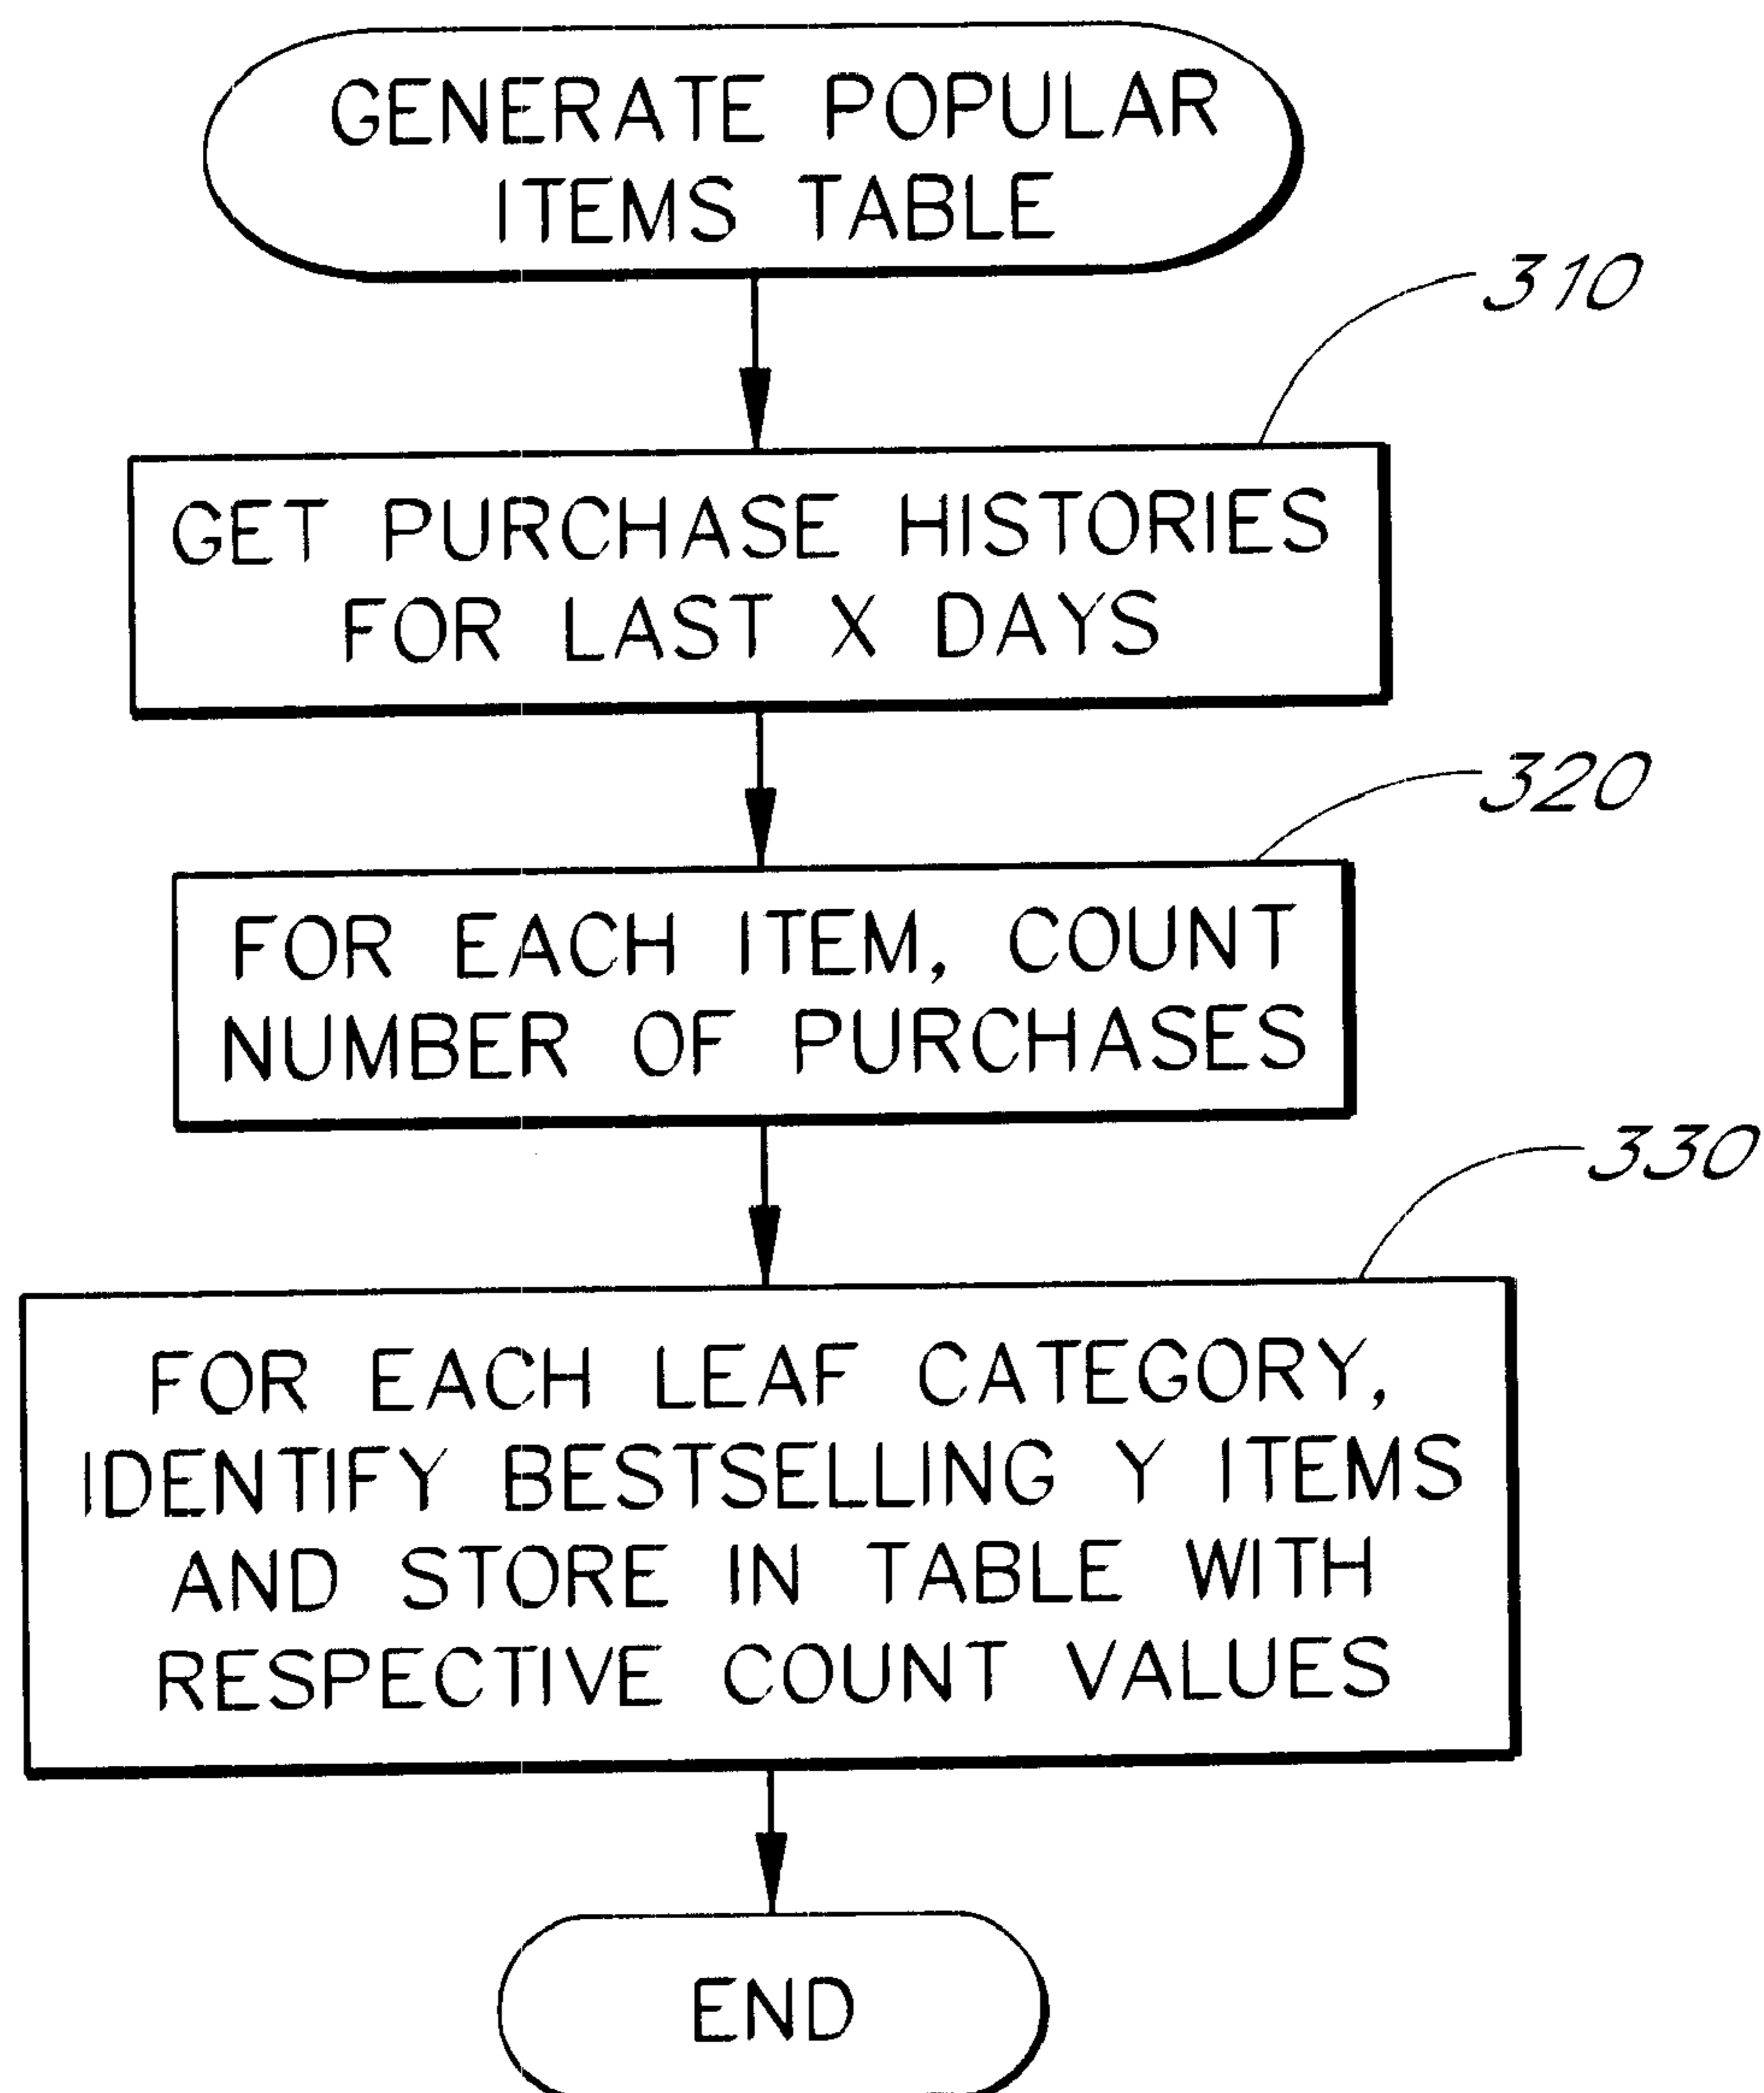 GENERATE POPULAR
ITEMS TABLE
310
GET PURCHASE HISTORIES
FOR LAST X DAYS
320
FOR EACH ITEM, COUNT
NUMBER OF PURCHASES
330
FOR EACH LEAF CATEGORY,
IDENTIFY BESTSELLING Y ITEMS
AND STORE IN TABLE WITH
RESPECTIVE COUNT VALUES
END